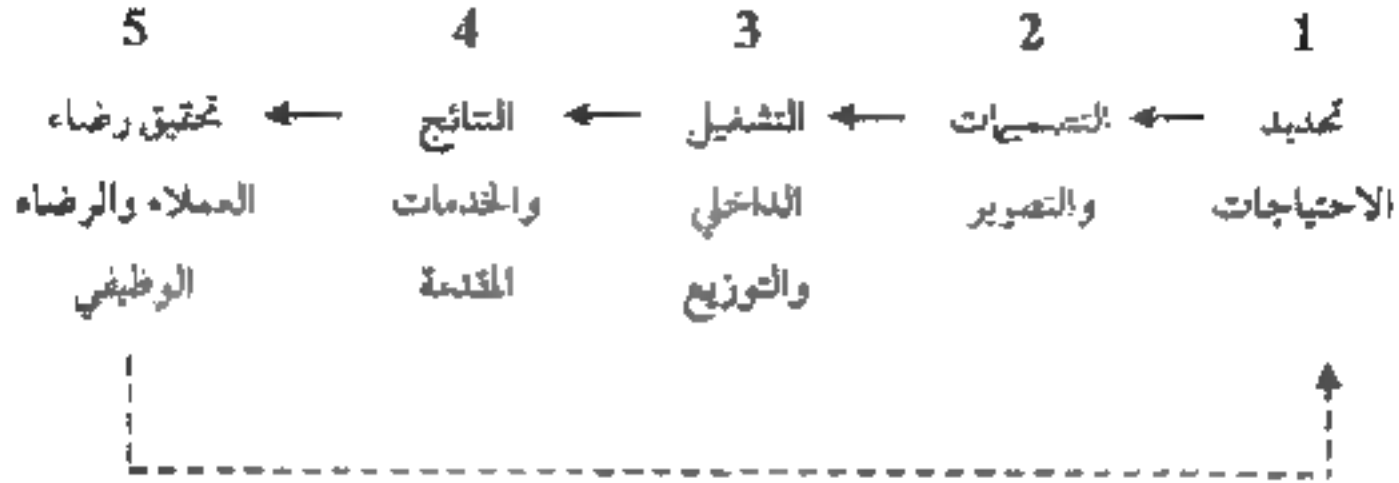 1 2 3 4 5
تحديد التصميمات التشغيل النتائج تحقيق رضاء
الاحتياجات والتصوير الداخلي والخدمات العملاء والرضاء
والتوزيع المقدمة الوظيفي